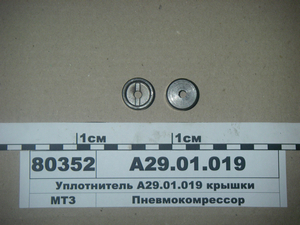 1см 1см
80352 А29.01.019
Уплотнитель А29.01.019 крышки
МТЗ Пневмокомпрессор